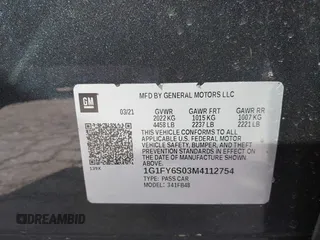 MFD BY GENERAL MOTORS LLC
GM
03/21 GVWR GAWR FRT GAWR RR
2022 KG 1015 KG 1007 KG
4458 LB 2237 LB 2221 LB
THIS VEHICLE CONFORMS TO ALL
APPLICABLE U.S. FEDERAL MOTOR
VEHICLE SAFETY, BUMPER, AND THEFT
PREVENTION STANDARDS IN EFFECT ON
THE DATE OF MANUFACTURE SHOWN ABOVE.
1G1FY6S03M4112754
TYPE: PASS CAR
MODEL: 341FB48
DREAMBID